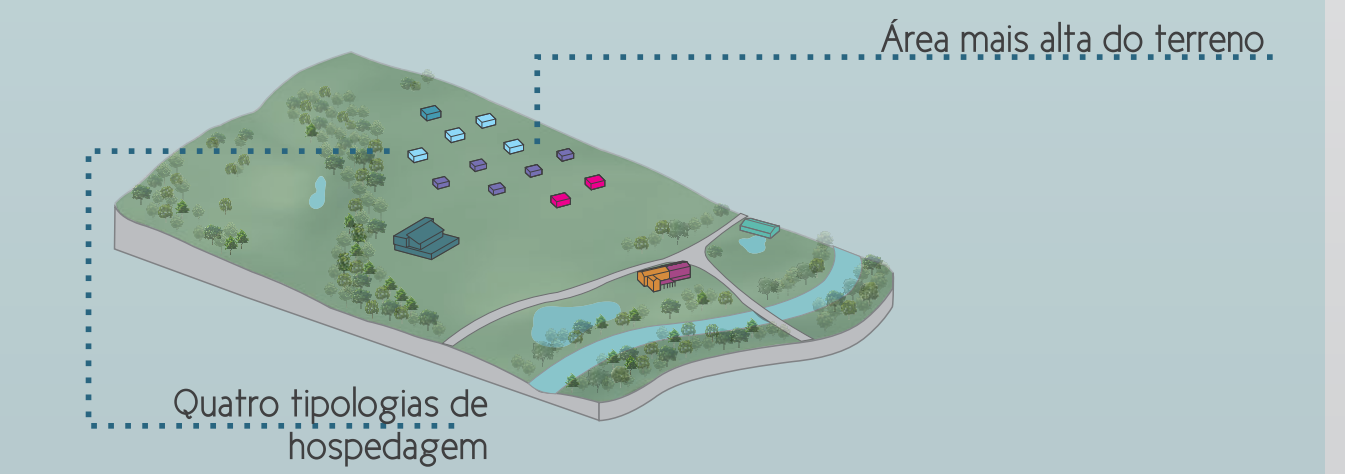 Área mais alta do terreno
Quatro tipologias de
hospedagem